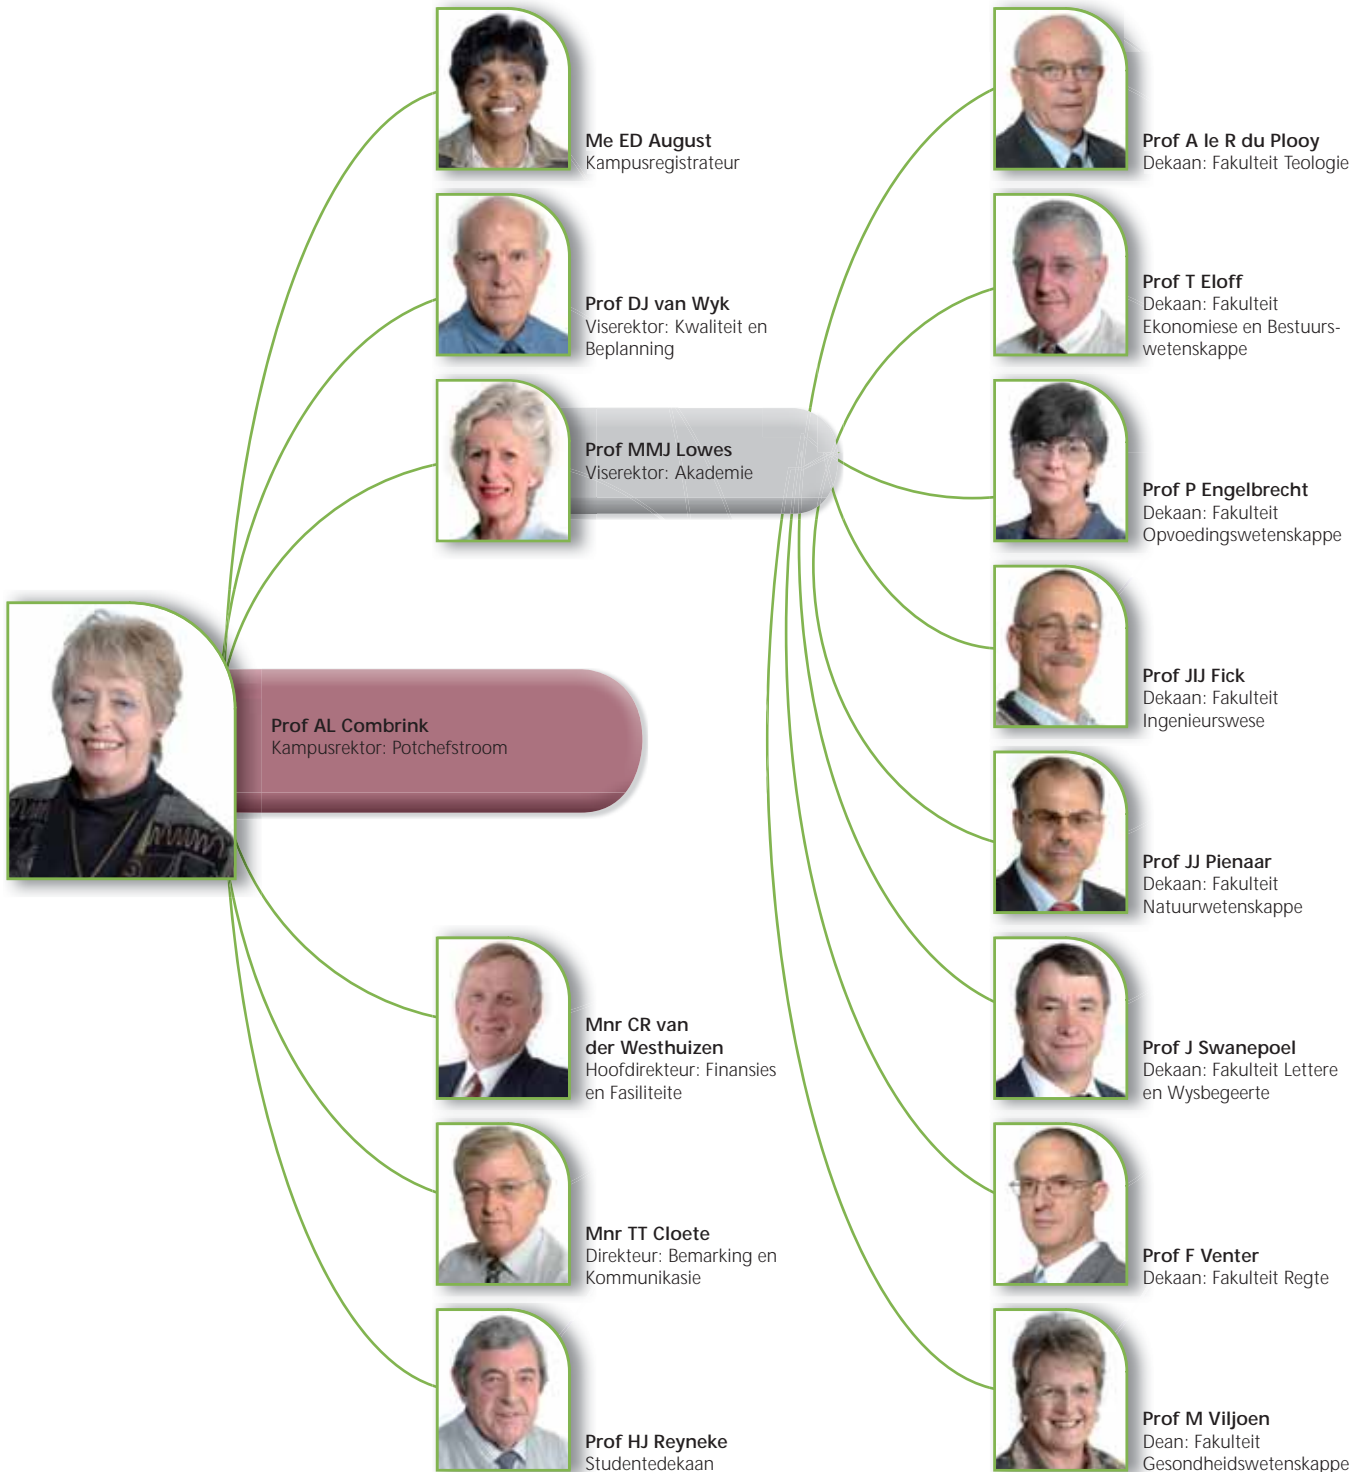 Prof AL Combrink
Kampusrektor: Potchefstroom
Me ED August
Kampusregistrateur
Prof DJ van Wyk
Viserektor: Kwaliteit en
Beplanning
Prof MMJ Lowes
Viserektor: Akademie
Mnr CR van
der Westhuizen
Hoofdirekteur: Finansies
en Fasiliteite
Mnr TT Cloete
Direkteur: Bemarking en
Kommunikasie
Prof HJ Reyneke
Studentedekaan
Prof A le R du Plooy
Dekaan: Fakulteit Teologie
Prof T Eloff
Dekaan: Fakulteit
Ekonomiese en Bestuurs-
wetenskappe
Prof P Engelbrecht
Dekaan: Fakulteit
Opvoedingswetenskappe
Prof JIJ Fick
Dekaan: Fakulteit
Ingenieurswese
Prof JJ Pienaar
Dekaan: Fakulteit
Natuurwetenskappe
Prof J Swanepoel
Dekaan: Fakulteit Lettere
en Wysbegeerte
Prof F Venter
Dekaan: Fakulteit Regte
Prof M Viljoen
Dean: Fakulteit
Gesondheidswetenskappe